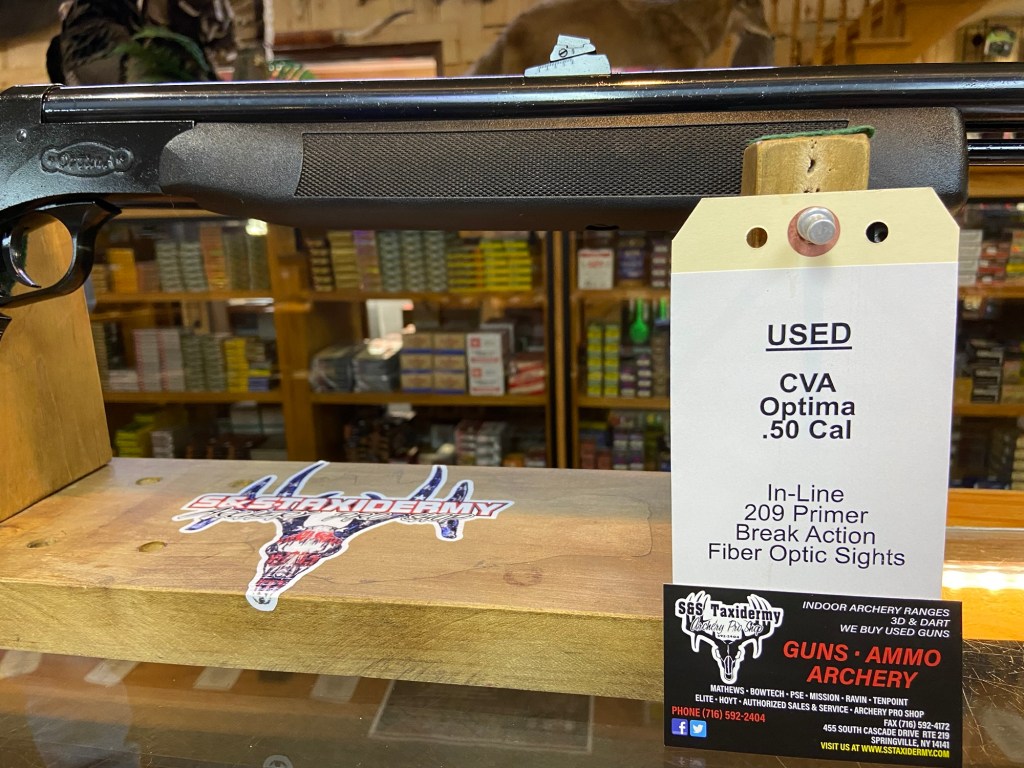 Optima
USED
CVA
Optima
.50 Cal
In-Line
209 Primer
Break Action
Fiber Optic Sights
S&S TAXIDERMY
S&S Taxidermy
Archery Pro Shop
INDOOR ARCHERY RANGES
3D & DART
WE BUY USED GUNS
GUNS • AMMO
ARCHERY
MATHEWS • BOWTECH • PSE • MISSION • RAVIN • TENPOINT
ELITE • HOYT • AUTHORIZED SALES & SERVICE • ARCHERY PRO SHOP
PHONE (716) 592-2404
FAX (716) 592-4172
455 SOUTH CASCADE DRIVE RTE 219
SPRINGVILLE, NY 14141
VISIT US AT WWW.SSTAXIDERMY.COM